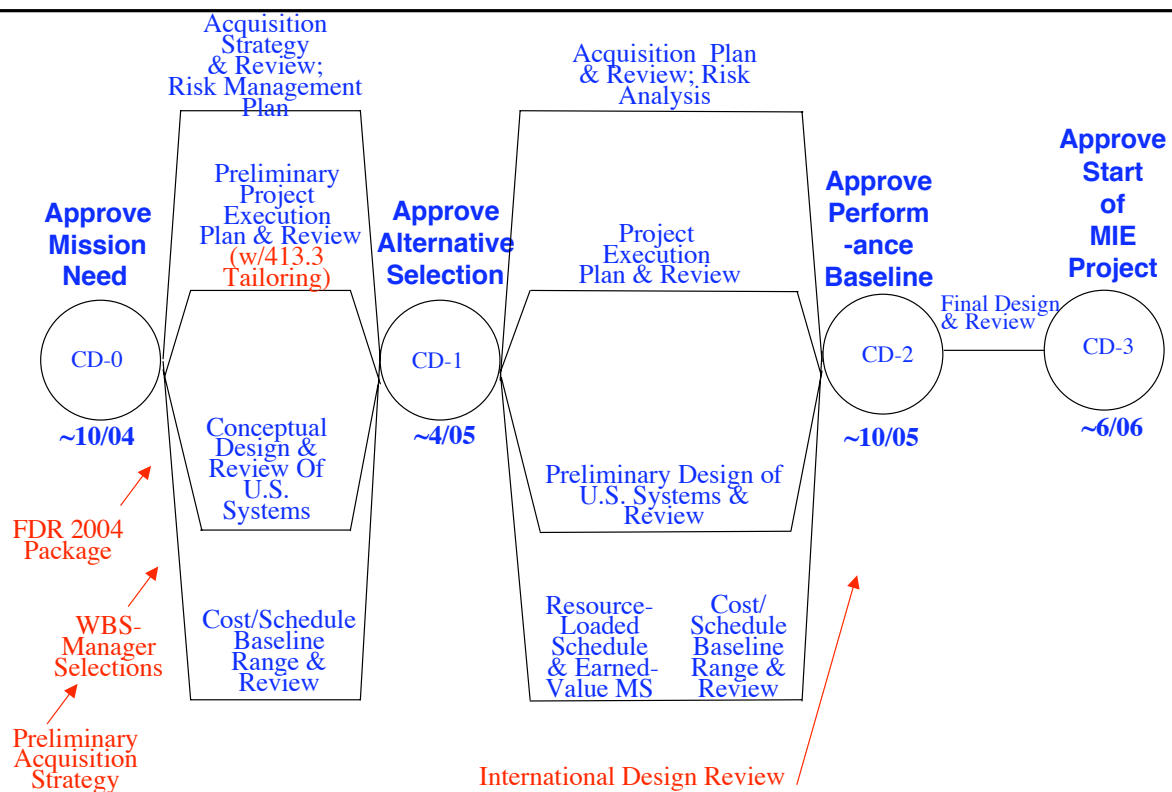 Acquisition
Strategy
& Review;
Risk Management
Plan
Acquisition Plan
& Review; Risk
Analysis
Approve
Mission
Need
Preliminary
Project
Execution
Plan & Review
(w/413.3
Tailoring)
Approve
Alternative
Selection
Project
Execution
Plan & Review
Approve
Perform
-ance
Baseline
Approve
Start
of
MIE
Project
Final Design
& Review
CD-0
CD-1
CD-2
CD-3
~10/04
~4/05
~10/05
~6/06
Conceptual
Design &
Review Of
U.S.
Systems
Preliminary Design of
U.S. Systems &
Review
FDR 2004
Package
WBS-
Manager
Selections
Cost/Schedule
Baseline
Range &
Review
Resource-
Loaded
Schedule
& Earned-
Value MS
Cost/
Schedule
Baseline
Range &
Review
Preliminary
Acquisition
Strategy
International Design Review